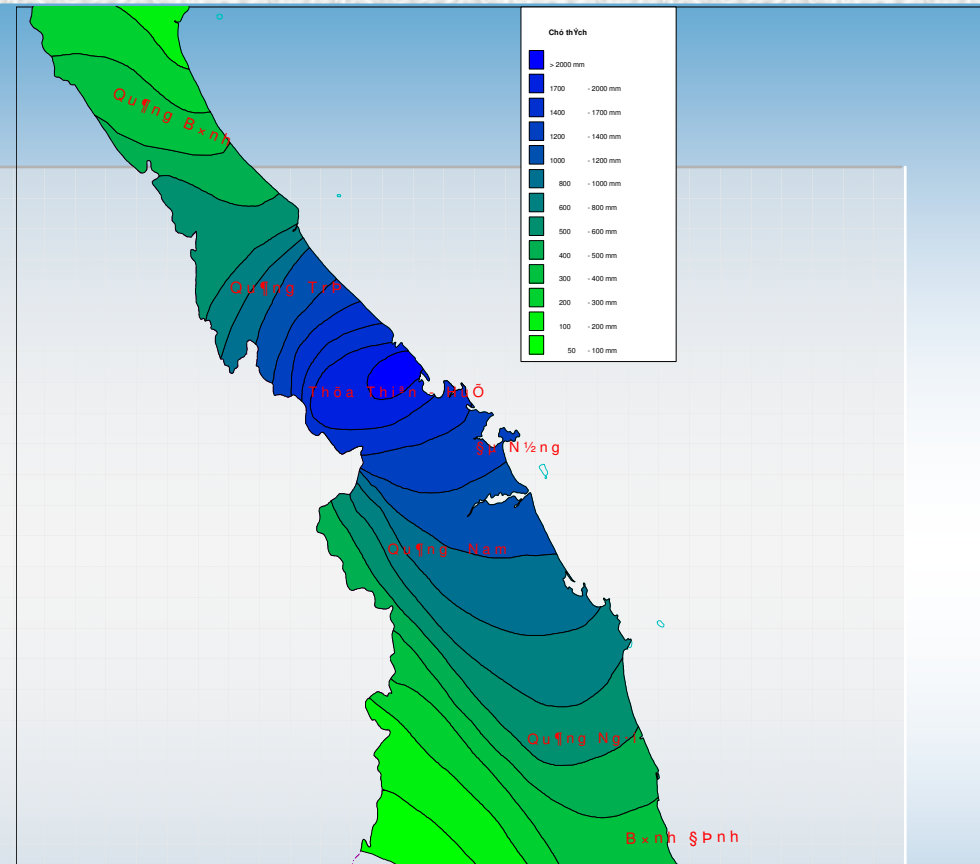 Chó thÝch
> 2000 mm
1700 - 2000 mm
1400 - 1700 mm
1200 - 1400 mm
1000 - 1200 mm
800 - 1000 mm
600 - 800 mm
500 - 600 mm
400 - 500 mm
300 - 400 mm
200 - 300 mm
100 - 200 mm
50 - 100 mm
Qu¶ng B×nh
Qu¶ng TrÞ
Thõa Thiªn - HuÕ
§µ N½ng
Qu¶ng Nam
Qu¶ng Ng·i
B×nh §Þnh